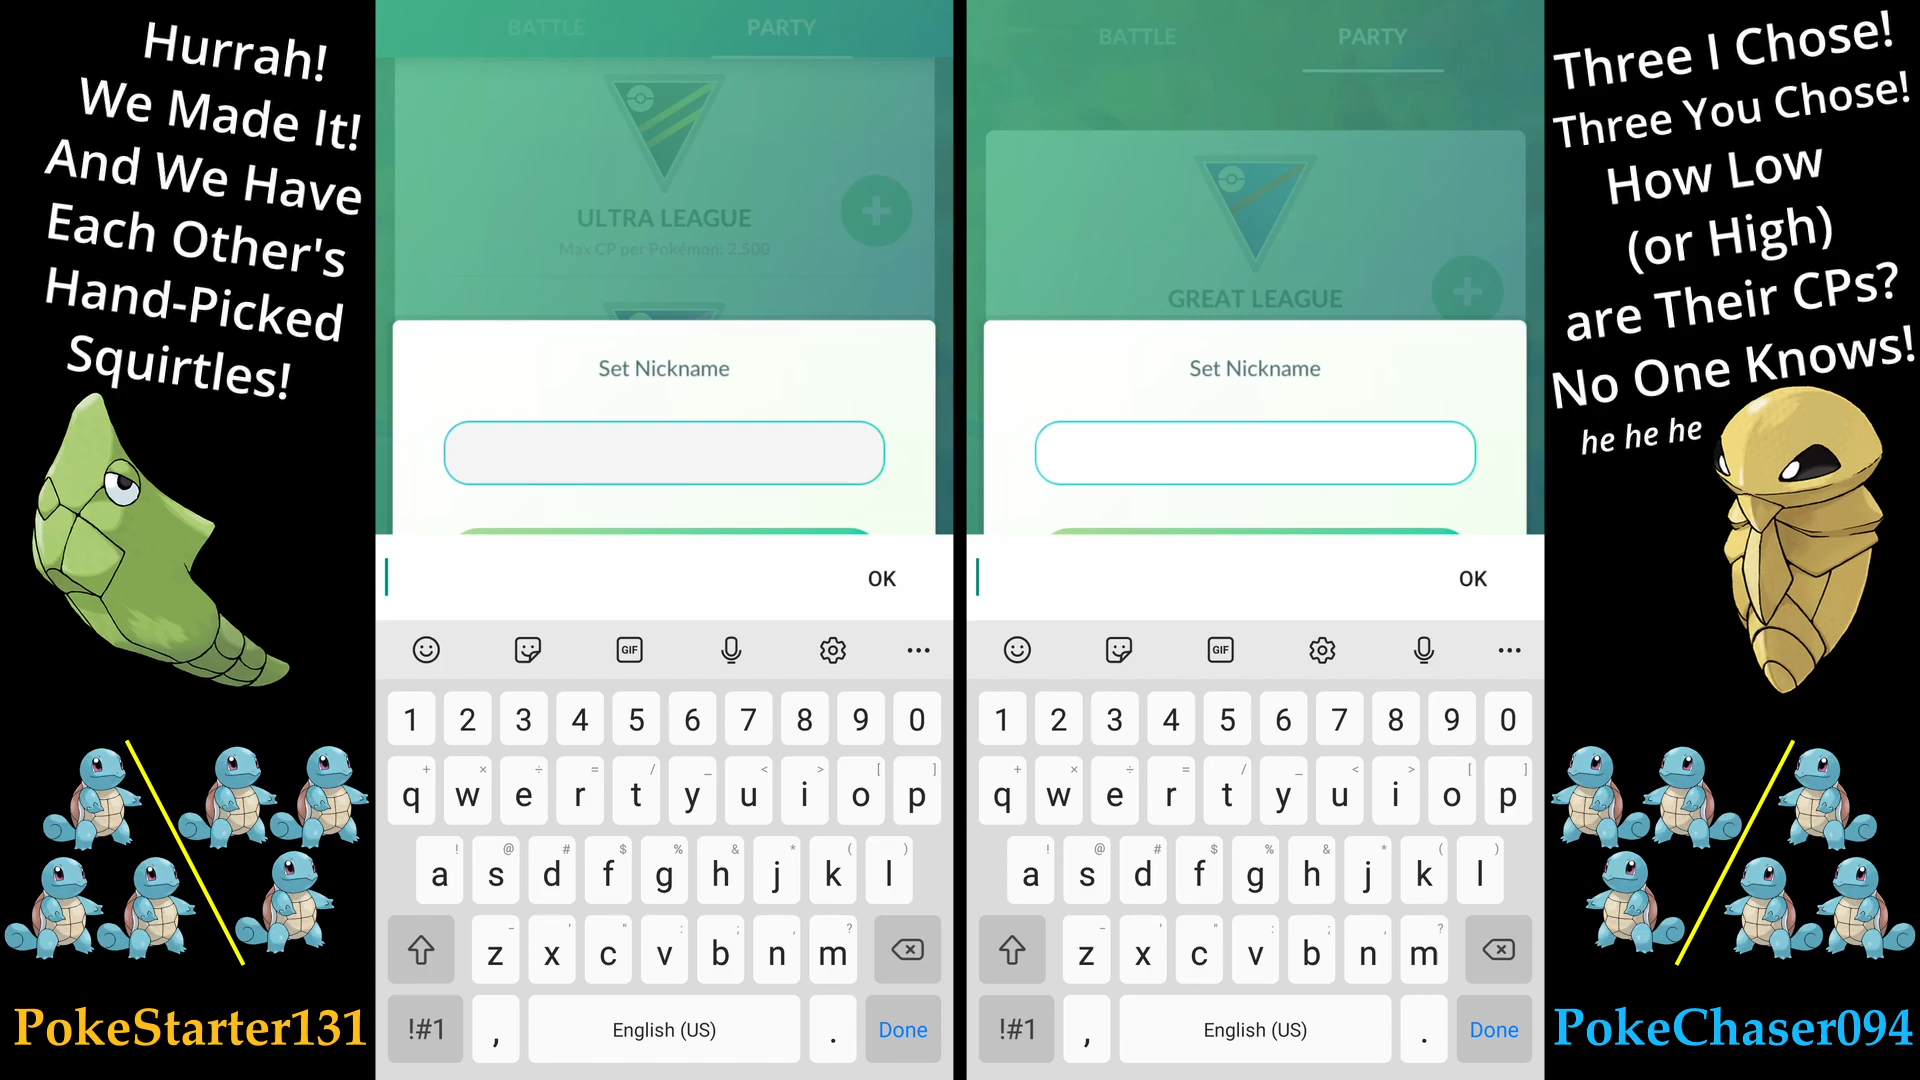 Hurrah!
We Made It!
And We Have
Each Other's
Hand-Picked
Squirtles!
PokeStarter131
BATTLE PARTY
ULTRA LEAGUE
Max CP per Pokémon: 2,500
Set Nickname
OK
GIF
1 2 3 4 5 6 7 8 9 0
+ × ÷ = / _ < > [ ]
q w e r t y u i o p
! @ # $ % & * ( )
a s d f g h j k l
- ' " : ; , ?
z x c v b n m
!#1 , English (US) . Done
BATTLE PARTY
GREAT LEAGUE
Set Nickname
OK
GIF
1 2 3 4 5 6 7 8 9 0
+ × ÷ = / _ < > [ ]
q w e r t y u i o p
! @ # $ % & * ( )
a s d f g h j k l
- ' " : ; , ?
z x c v b n m
!#1 , English (US) . Done
Three I Chose!
Three You Chose!
How Low
(or High)
are Their CPs?
No One Knows!
he he he
PokeChaser094